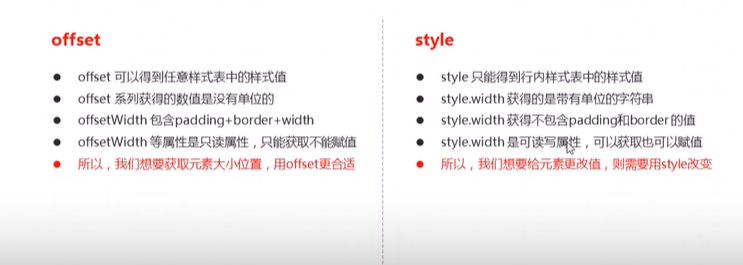 offset
offset 可以得到任意样式表中的样式值
offset 系列获得的数值是没有单位的
offsetWidth 包含padding+border+width
offsetWidth 等属性是只读属性，只能获取不能赋值
所以，我们想要获取元素大小位置，用offset更合适
style
style 只能得到行内样式表中的样式值
style.width 获得的是带有单位的字符串
style.width 获得不包含padding和border 的值
style.width 是可读写属性，可以获取也可以赋值
所以，我们想要给元素更改值，则需要用style改变